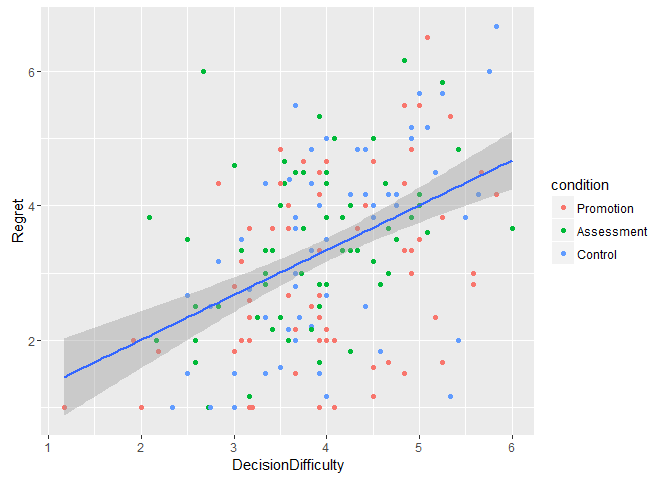 6
4
2
Regret
1
2
3
4
5
6
DecisionDifficulty
condition
Promotion
Assessment
Control